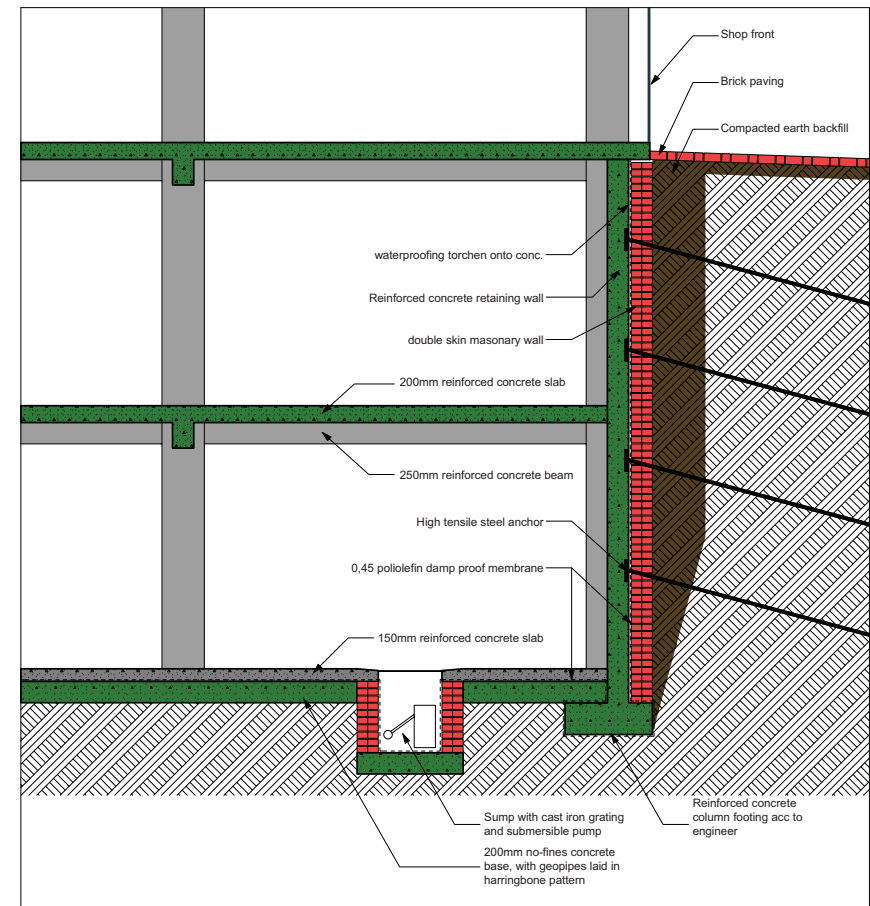 Shop front
Brick paving
Compacted earth backfill
waterproofing torchen onto conc.
Reinforced concrete retaining wall
double skin masonary wall
200mm reinforced concrete slab
250mm reinforced concrete beam
High tensile steel anchor
0,45 poliolefin damp proof membrane
150mm reinforced concrete slab
Sump with cast iron grating
and submersible pump
Reinforced concrete
column footing acc to
engineer
200mm no-fines concrete
base, with geopipes laid in
harringbone pattern